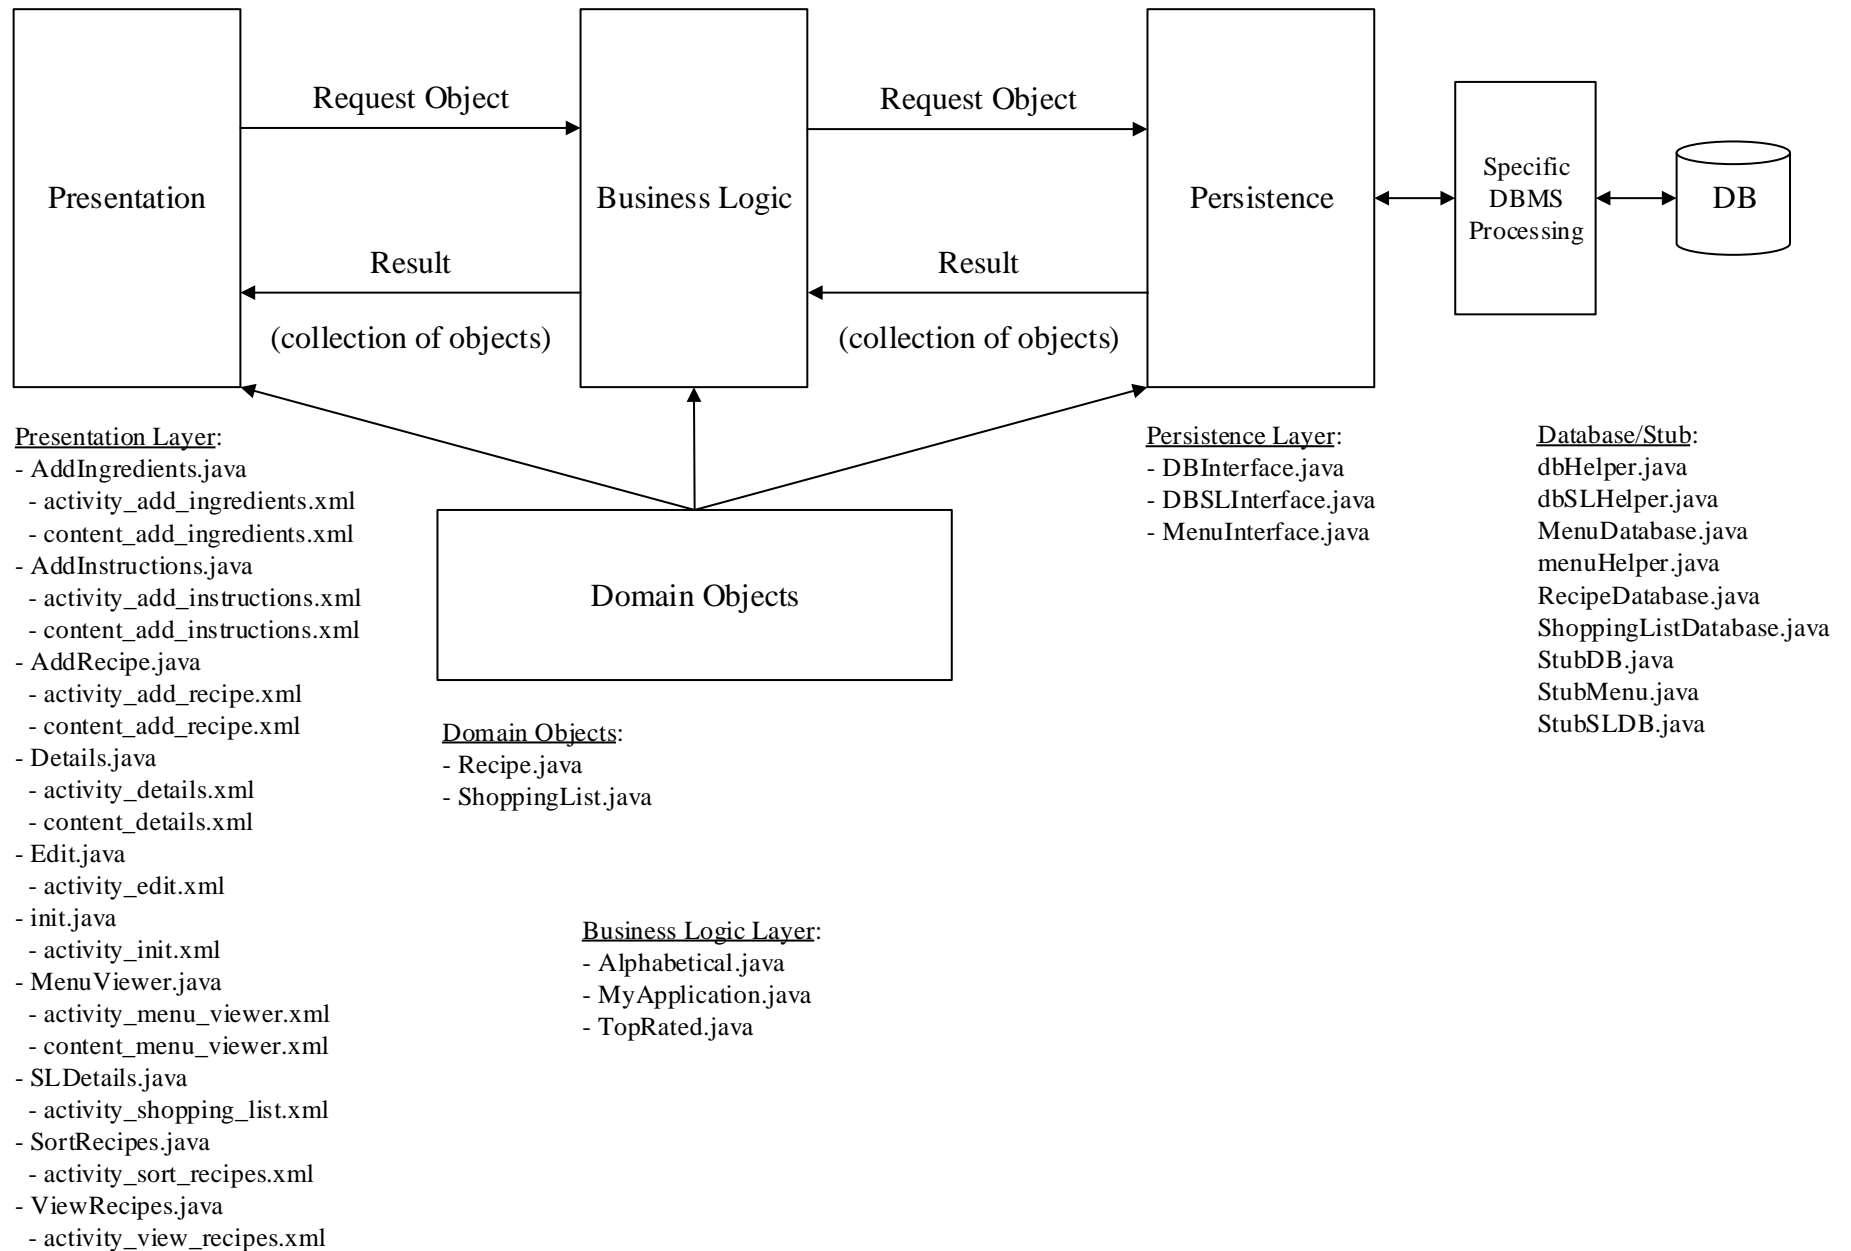 Request Object
Request Object
Presentation
Business Logic
Persistence
Specific
DBMS
Processing
DB
Result
Result
(collection of objects)
(collection of objects)
Presentation Layer:
- AddIngredients.java
- activity_add_ingredients.xml
- content_add_ingredients.xml
- AddInstructions.java
- activity_add_instructions.xml
- content_add_instructions.xml
- AddRecipe.java
- activity_add_recipe.xml
- content_add_recipe.xml
- Details.java
- activity_details.xml
- content_details.xml
- Edit.java
- activity_edit.xml
- init.java
- activity_init.xml
- MenuViewer.java
- activity_menu_viewer.xml
- content_menu_viewer.xml
- SLDetails.java
- activity_shopping_list.xml
- SortRecipes.java
- activity_sort_recipes.xml
- ViewRecipes.java
- activity_view_recipes.xml
Domain Objects
Domain Objects:
- Recipe.java
- ShoppingList.java
Business Logic Layer:
- Alphabetical.java
- MyApplication.java
- TopRated.java
Persistence Layer:
- DBInterface.java
- DBSLInterface.java
- MenuInterface.java
Database/Stub:
dbHelper.java
dbSLHelper.java
MenuDatabase.java
menuHelper.java
RecipeDatabase.java
ShoppingListDatabase.java
StubDB.java
StubMenu.java
StubSLDB.java